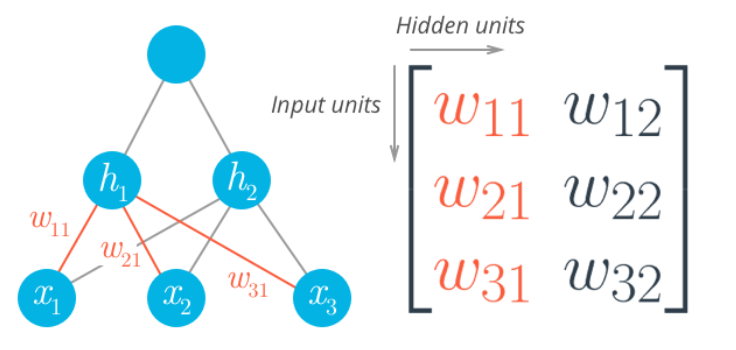 Hidden units
Input units
h₁ h₂
w₁₁
w₂₁
w₃₁
x₁ x₂ x₃
w₁₁ w₁₂
w₂₁ w₂₂
w₃₁ w₃₂